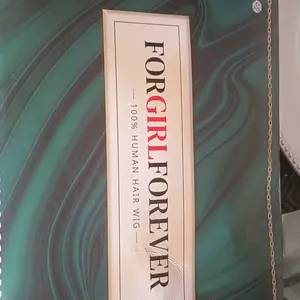 FORGIRLFOREVER
— 100% HUMAN HAIR WIG —